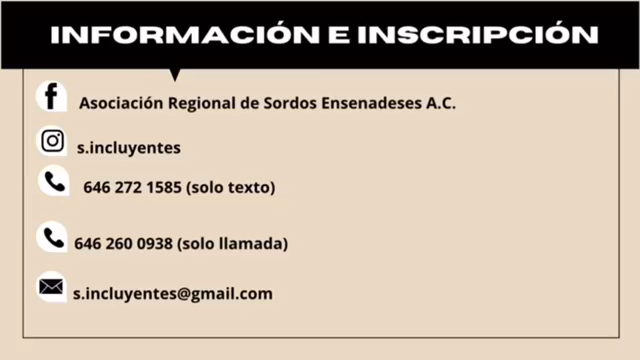 INFORMACIÓN E INSCRIPCIÓN
Asociación Regional de Sordos Ensenadeses A.C.
s.incluyentes
646 272 1585 (solo texto)
646 260 0938 (solo llamada)
s.incluyentes@gmail.com